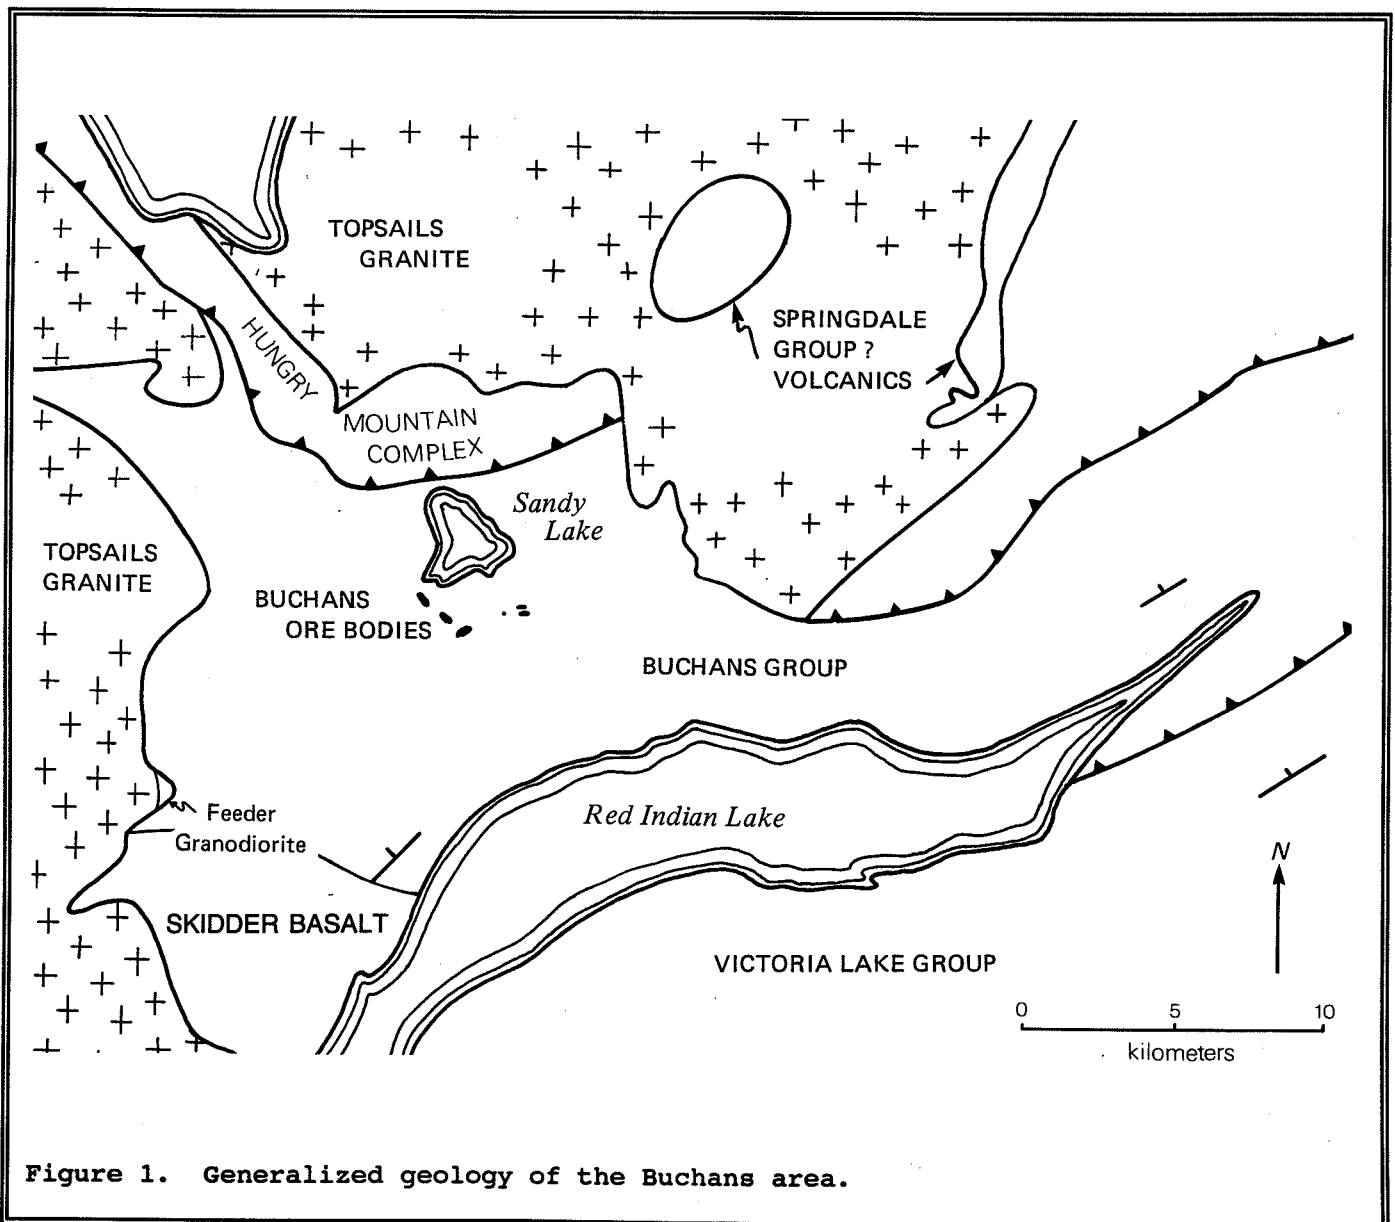 TOPSAILS
GRANITE
HUNGRY
MOUNTAIN
COMPLEX
SPRINGDALE
GROUP ?
VOLCANICS
Sandy
Lake
TOPSAILS
GRANITE
BUCHANS
ORE BODIES
BUCHANS GROUP
Feeder
Granodiorite
Red Indian Lake
SKIDDER BASALT
VICTORIA LAKE GROUP
N
0 5 10
kilometers
Figure 1. Generalized geology of the Buchans area.